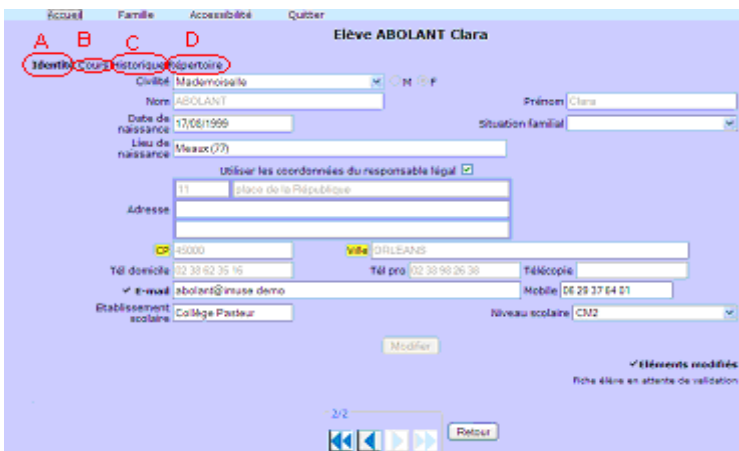 Accueil Famille Accessibilité Quitter
Elève ABOLANT Clara
A B C D
Identité Cours Historique Répertoire
Civilité Mademoiselle M F
Nom ABOLANT Prénom Clara
Date de naissance 17/08/1999 Situation familial
Lieu de naissance Meaux (77)
Utiliser les coordonnées du responsable légal
11 place de la République
Adresse
CP 45000 Ville ORLEANS
Tél domicile 02 38 62 35 16 Tél pro 02 38 98 26 38 Télécopie
E-mail abolant@imuse.demo Mobile 06 29 37 64 01
Etablissement scolaire Collège Pasteur Niveau scolaire CM2
Modifier
Eléments modifiés
Fiche élève en attente de validation
2/2
Retour